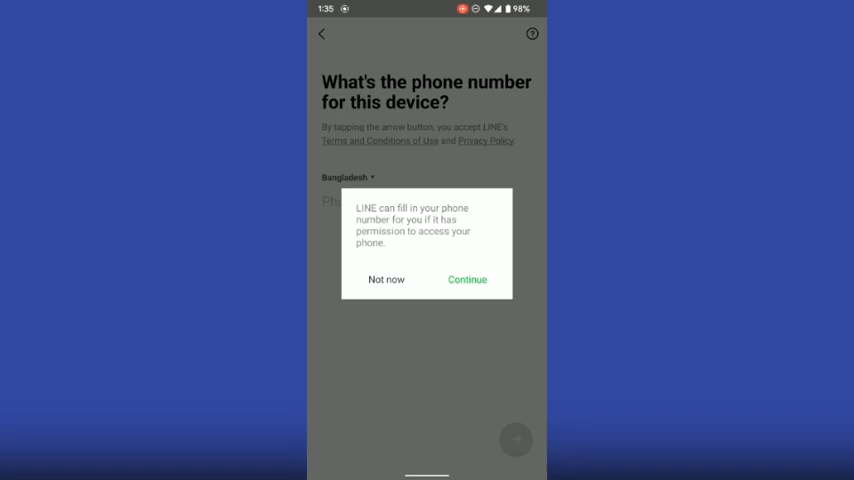 1:35
98%
What's the phone number
for this device?
By tapping the arrow button, you accept LINE's
Terms and Conditions of Use and Privacy Policy.
Bangladesh
LINE can fill in your phone
number for you if it has
permission to access your
phone.
Not now Continue